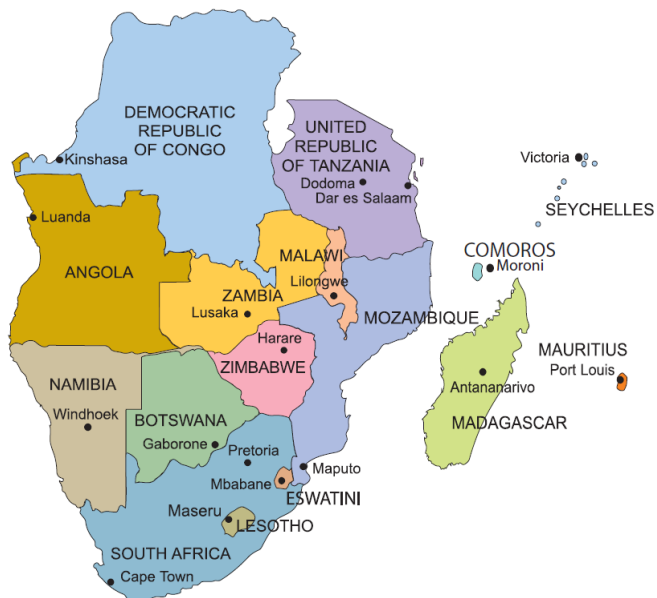 DEMOCRATIC
REPUBLIC
OF CONGO
Kinshasa
UNITED
REPUBLIC
OF TANZANIA
Dodoma
Dar es Salaam
Victoria
SEYCHELLES
Luanda
ANGOLA
MALAWI
Lilongwe
ZAMBIA
Lusaka
COMOROS
Moroni
MOZAMBIQUE
Harare
ZIMBABWE
MAURITIUS
Port Louis
NAMIBIA
Windhoek
Antananarivo
MADAGASCAR
BOTSWANA
Gaborone
Pretoria
Maputo
Mbabane
ESWATINI
Maseru
LESOTHO
SOUTH AFRICA
Cape Town